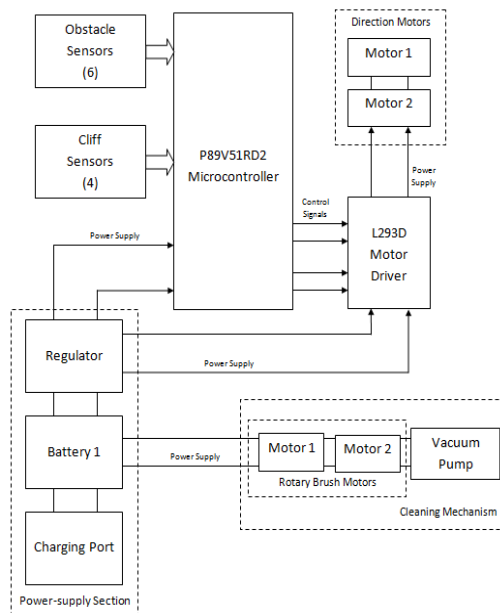 Obstacle
Sensors
(6)
Cliff
Sensors
(4)
P89V51RD2
Microcontroller
Direction Motors
Motor 1
Motor 2
Power
Supply
Control
Signals
L293D
Motor
Driver
Power Supply
Regulator
Power Supply
Battery 1
Power Supply
Motor 1
Motor 2
Rotary Brush Motors
Vacuum
Pump
Cleaning Mechanism
Charging Port
Power-supply Section